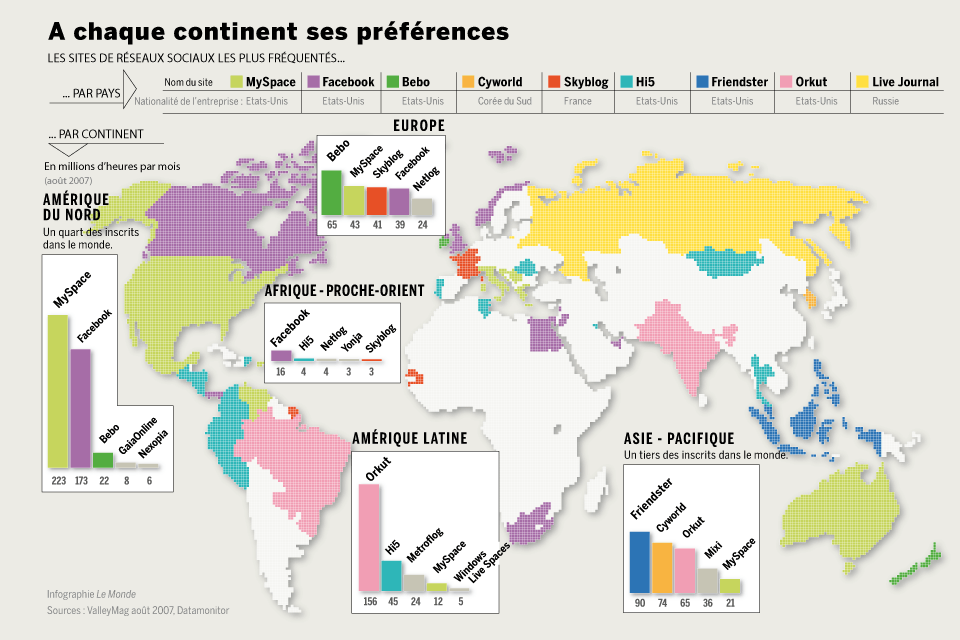 A chaque continent ses préférences
LES SITES DE RÉSEAUX SOCIAUX LES PLUS FRÉQUENTÉS...
... PAR PAYS
Nom du site MySpace Facebook Bebo Cyworld Skyblog Hi5 Friendster Orkut Live Journal
Nationalité de l'entreprise : Etats-Unis Etats-Unis Etats-Unis Corée du Sud France Etats-Unis Etats-Unis Etats-Unis Russie
... PAR CONTINENT
En millions d'heures par mois
(août 2007)
EUROPE
Bebo MySpace Skyblog Facebook Netlog
65 43 41 39 24
AMÉRIQUE
DU NORD
Un quart des inscrits
dans le monde.
MySpace Facebook Bebo GaiaOnline Nexopia
223 173 22 8 6
AFRIQUE - PROCHE-ORIENT
Facebook Hi5 Netlog Yonja Skyblog
16 4 4 3 3
AMÉRIQUE LATINE
Orkut Hi5 Metroflog MySpace Windows
Live Spaces
156 45 24 12 5
ASIE - PACIFIQUE
Un tiers des inscrits dans le monde.
Friendster Cyworld Orkut Mixi MySpace
90 74 65 36 21
Infographie Le Monde
Sources : ValleyMag août 2007, Datamonitor